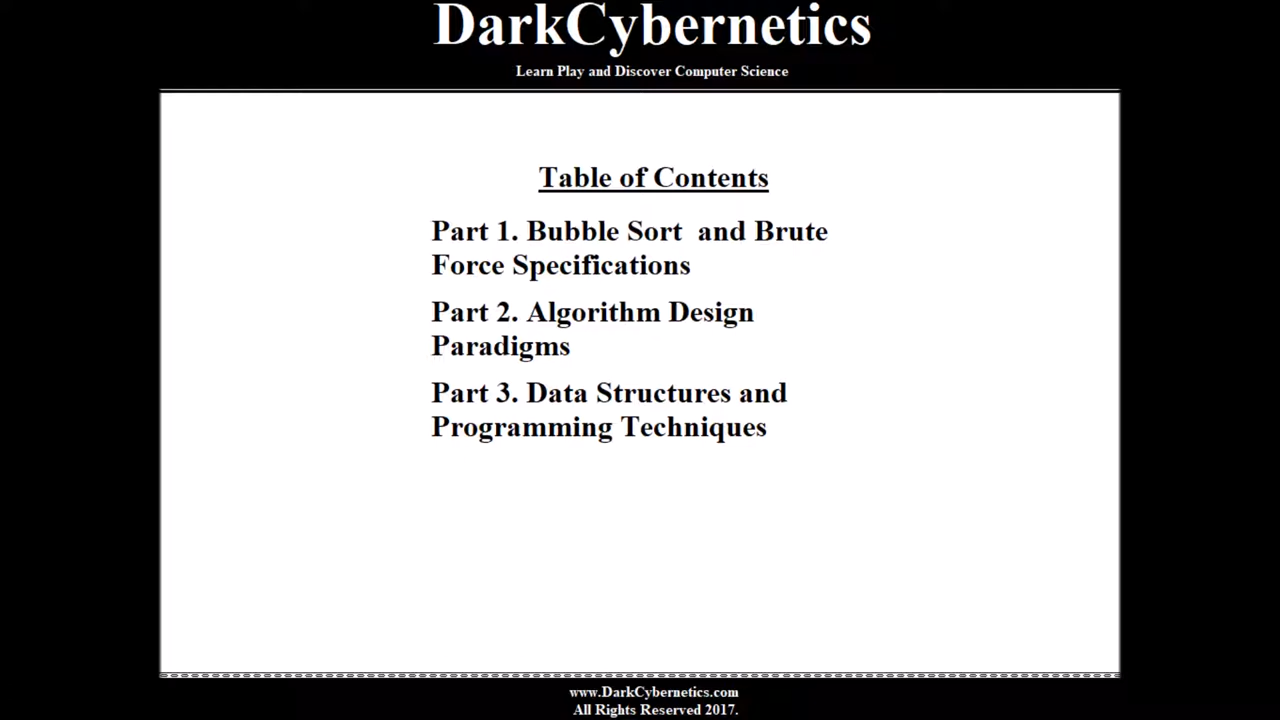 DarkCybernetics
Learn Play and Discover Computer Science
Table of Contents
Part 1. Bubble Sort  and Brute
Force Specifications
Part 2. Algorithm Design
Paradigms
Part 3. Data Structures and
Programming Techniques
www.DarkCybernetics.com
All Rights Reserved 2017.